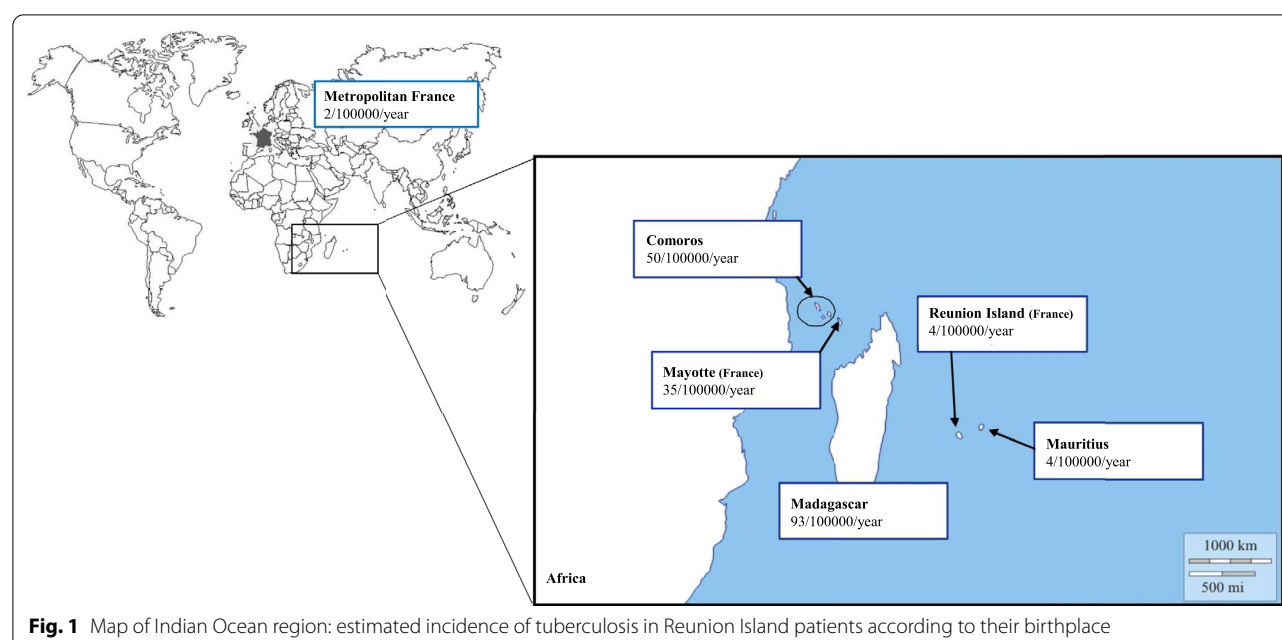 Metropolitan France
2/100000/year
Comoros
50/100000/year
Reunion Island (France)
4/100000/year
Mayotte (France)
35/100000/year
Mauritius
4/100000/year
Madagascar
93/100000/year
1000 km
500 mi
Africa
Fig. 1 Map of Indian Ocean region: estimated incidence of tuberculosis in Reunion Island patients according to their birthplace